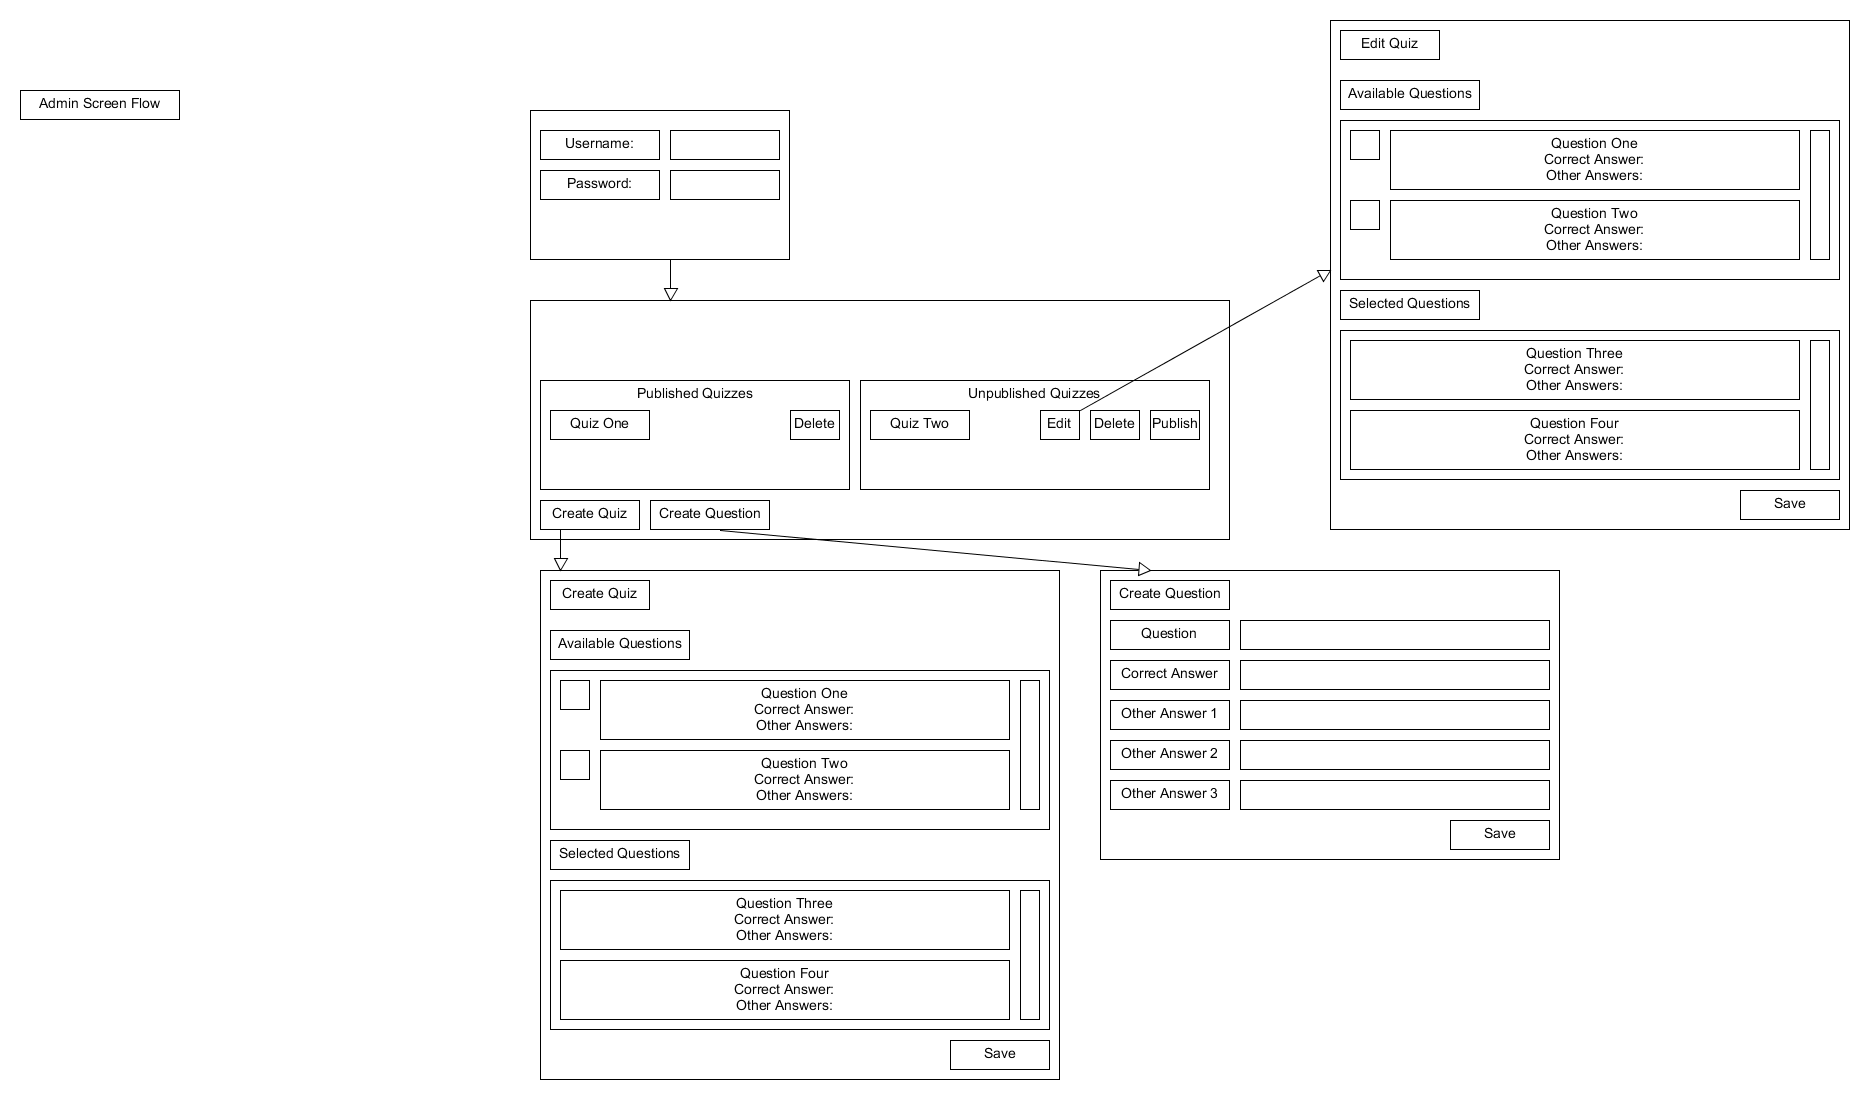 Admin Screen Flow
Username:
Password:
Published Quizzes
Quiz One
Delete
Unpublished Quizzes
Quiz Two
Edit
Delete
Publish
Create Quiz
Create Question
Edit Quiz
Available Questions
Question One
Correct Answer:
Other Answers:
Question Two
Correct Answer:
Other Answers:
Selected Questions
Question Three
Correct Answer:
Other Answers:
Question Four
Correct Answer:
Other Answers:
Save
Create Quiz
Available Questions
Question One
Correct Answer:
Other Answers:
Question Two
Correct Answer:
Other Answers:
Selected Questions
Question Three
Correct Answer:
Other Answers:
Question Four
Correct Answer:
Other Answers:
Save
Create Question
Question
Correct Answer
Other Answer 1
Other Answer 2
Other Answer 3
Save